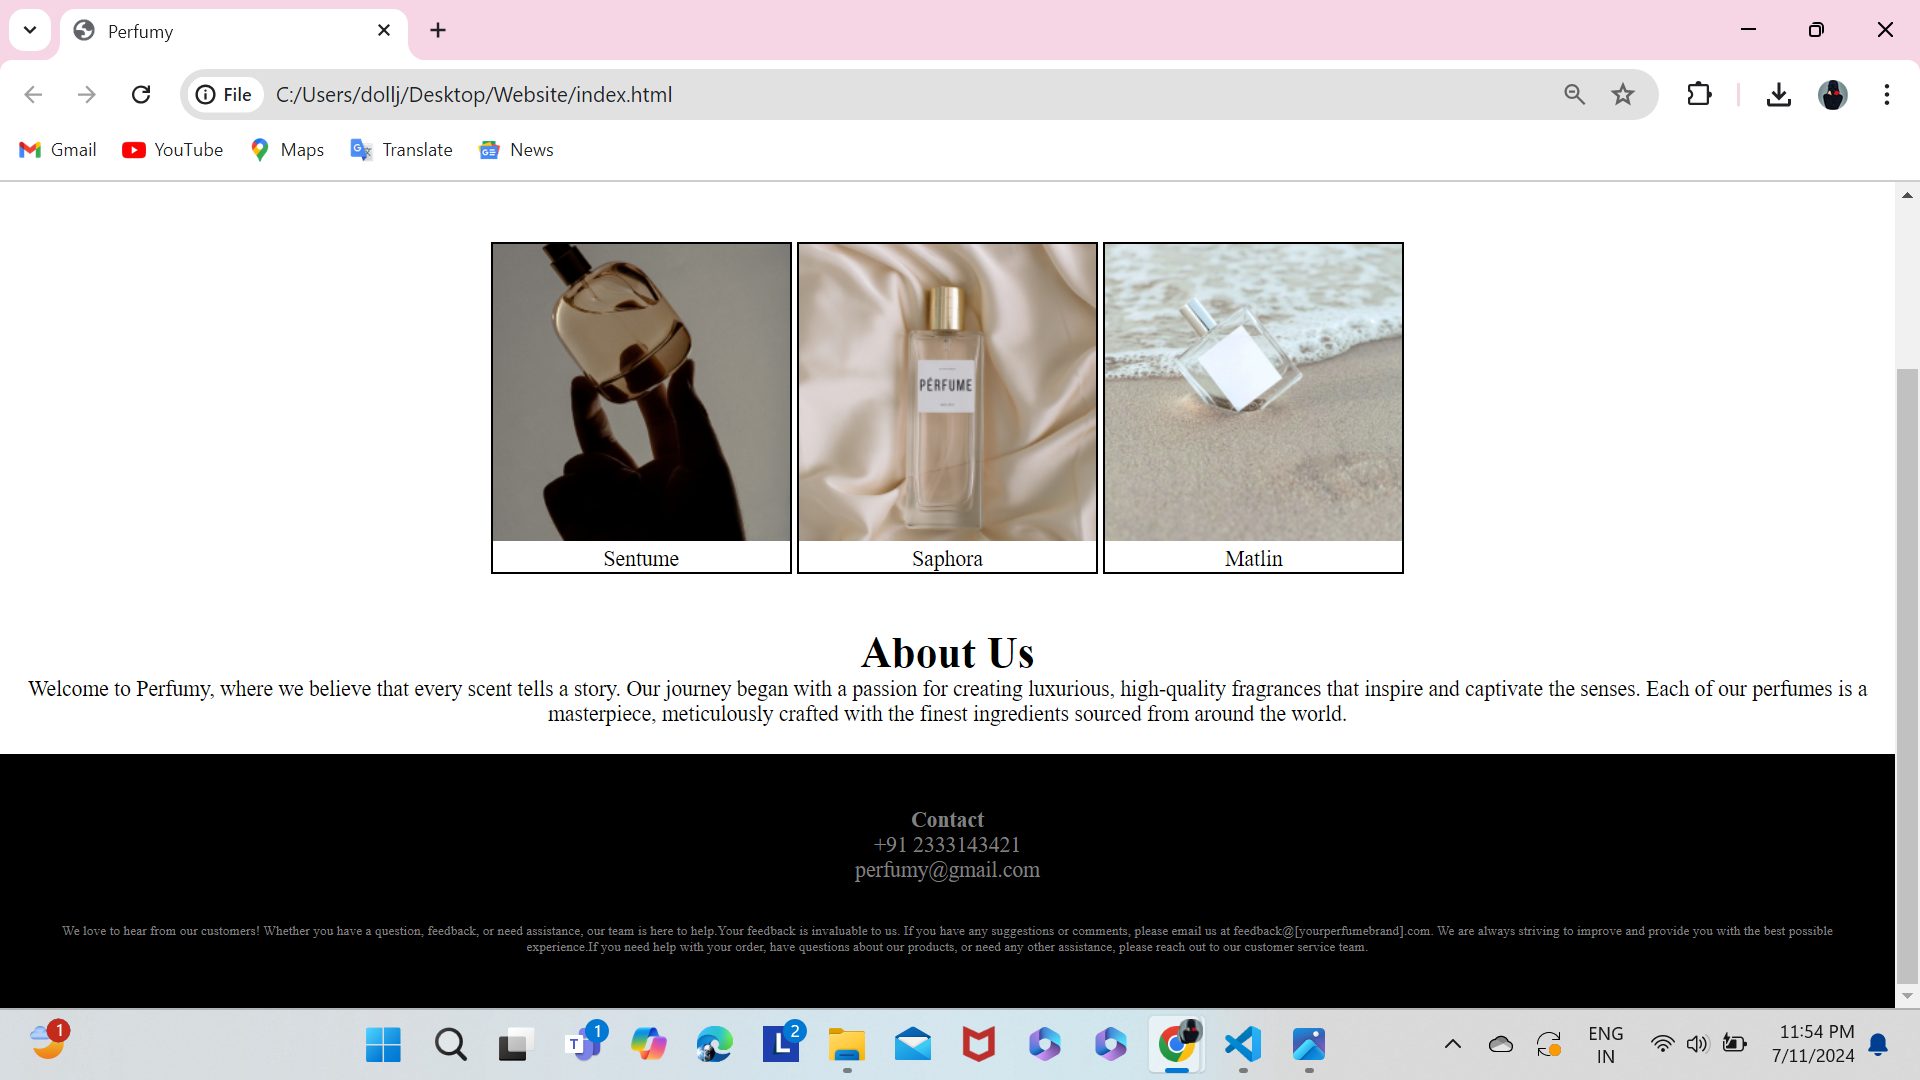 Perfumy
File
C:/Users/dollj/Desktop/Website/index.html
Gmail
YouTube
Maps
Translate
News
PÉRFUME
Sentume
Saphora
Matlin
About Us
Welcome to Perfumy, where we believe that every scent tells a story. Our journey began with a passion for creating luxurious, high-quality fragrances that inspire and captivate the senses. Each of our perfumes is a
masterpiece, meticulously crafted with the finest ingredients sourced from around the world.
Contact
+91 2333143421
perfumy@gmail.com
We love to hear from our customers! Whether you have a question, feedback, or need assistance, our team is here to help.Your feedback is invaluable to us. If you have any suggestions or comments, please email us at feedback@[yourperfumebrand].com. We are always striving to improve and provide you with the best possible
experience.If you need help with your order, have questions about our products, or need any other assistance, please reach out to our customer service team.
1
T
1
L
2
ENG
IN
11:54 PM
7/11/2024